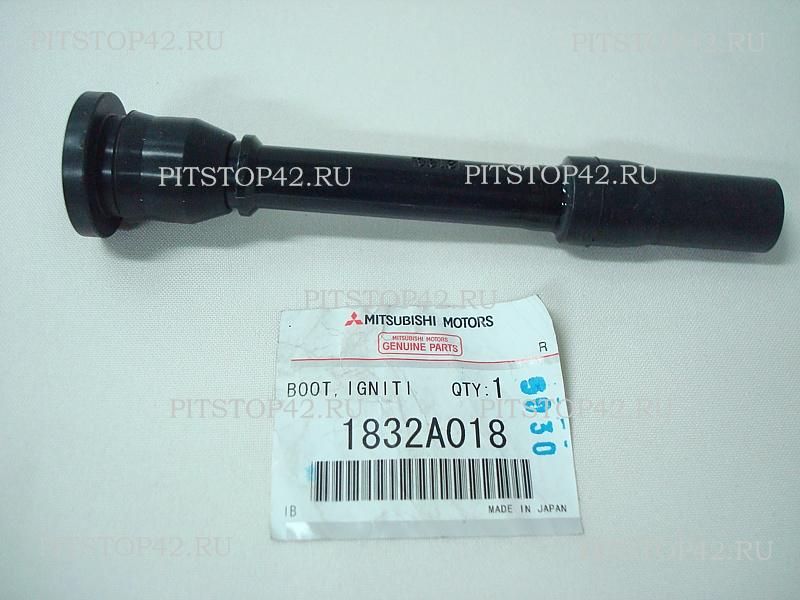 PITSTOP42.RU PITSTOP42.RU
PITSTOP42.RU PITSTOP42.RU
PITSTOP42.RU
MITSUBISHI MOTORS
MITSUBISHI MOTORS
GENUINE PARTS
R
BOOT, IGNITI QTY:1
PITSTOP42.RU PITSTOP42.RU
1832A018
IB MADE IN JAPAN
PITSTOP42.RU PITSTOP42.RU